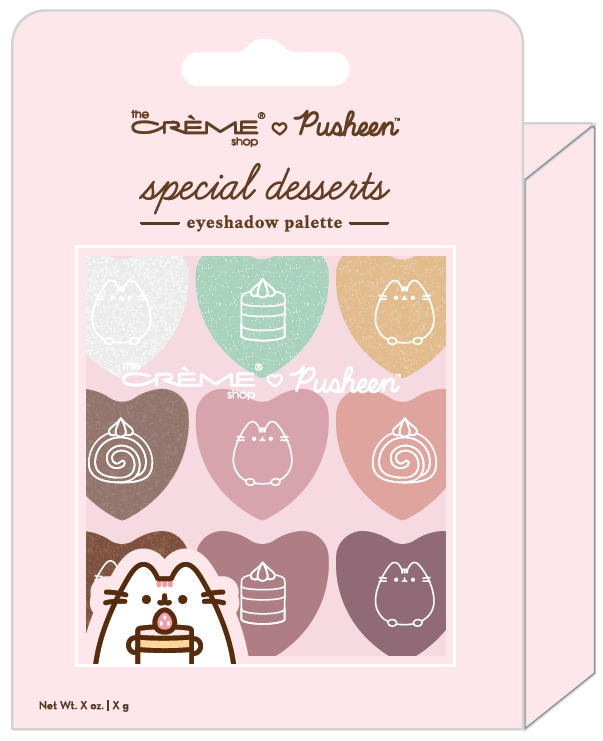 the CRÈME shop® ♡ Pusheen™
special desserts
eyeshadow palette
the CRÈME shop® ♡ Pusheen™
Net Wt. X oz. | X g